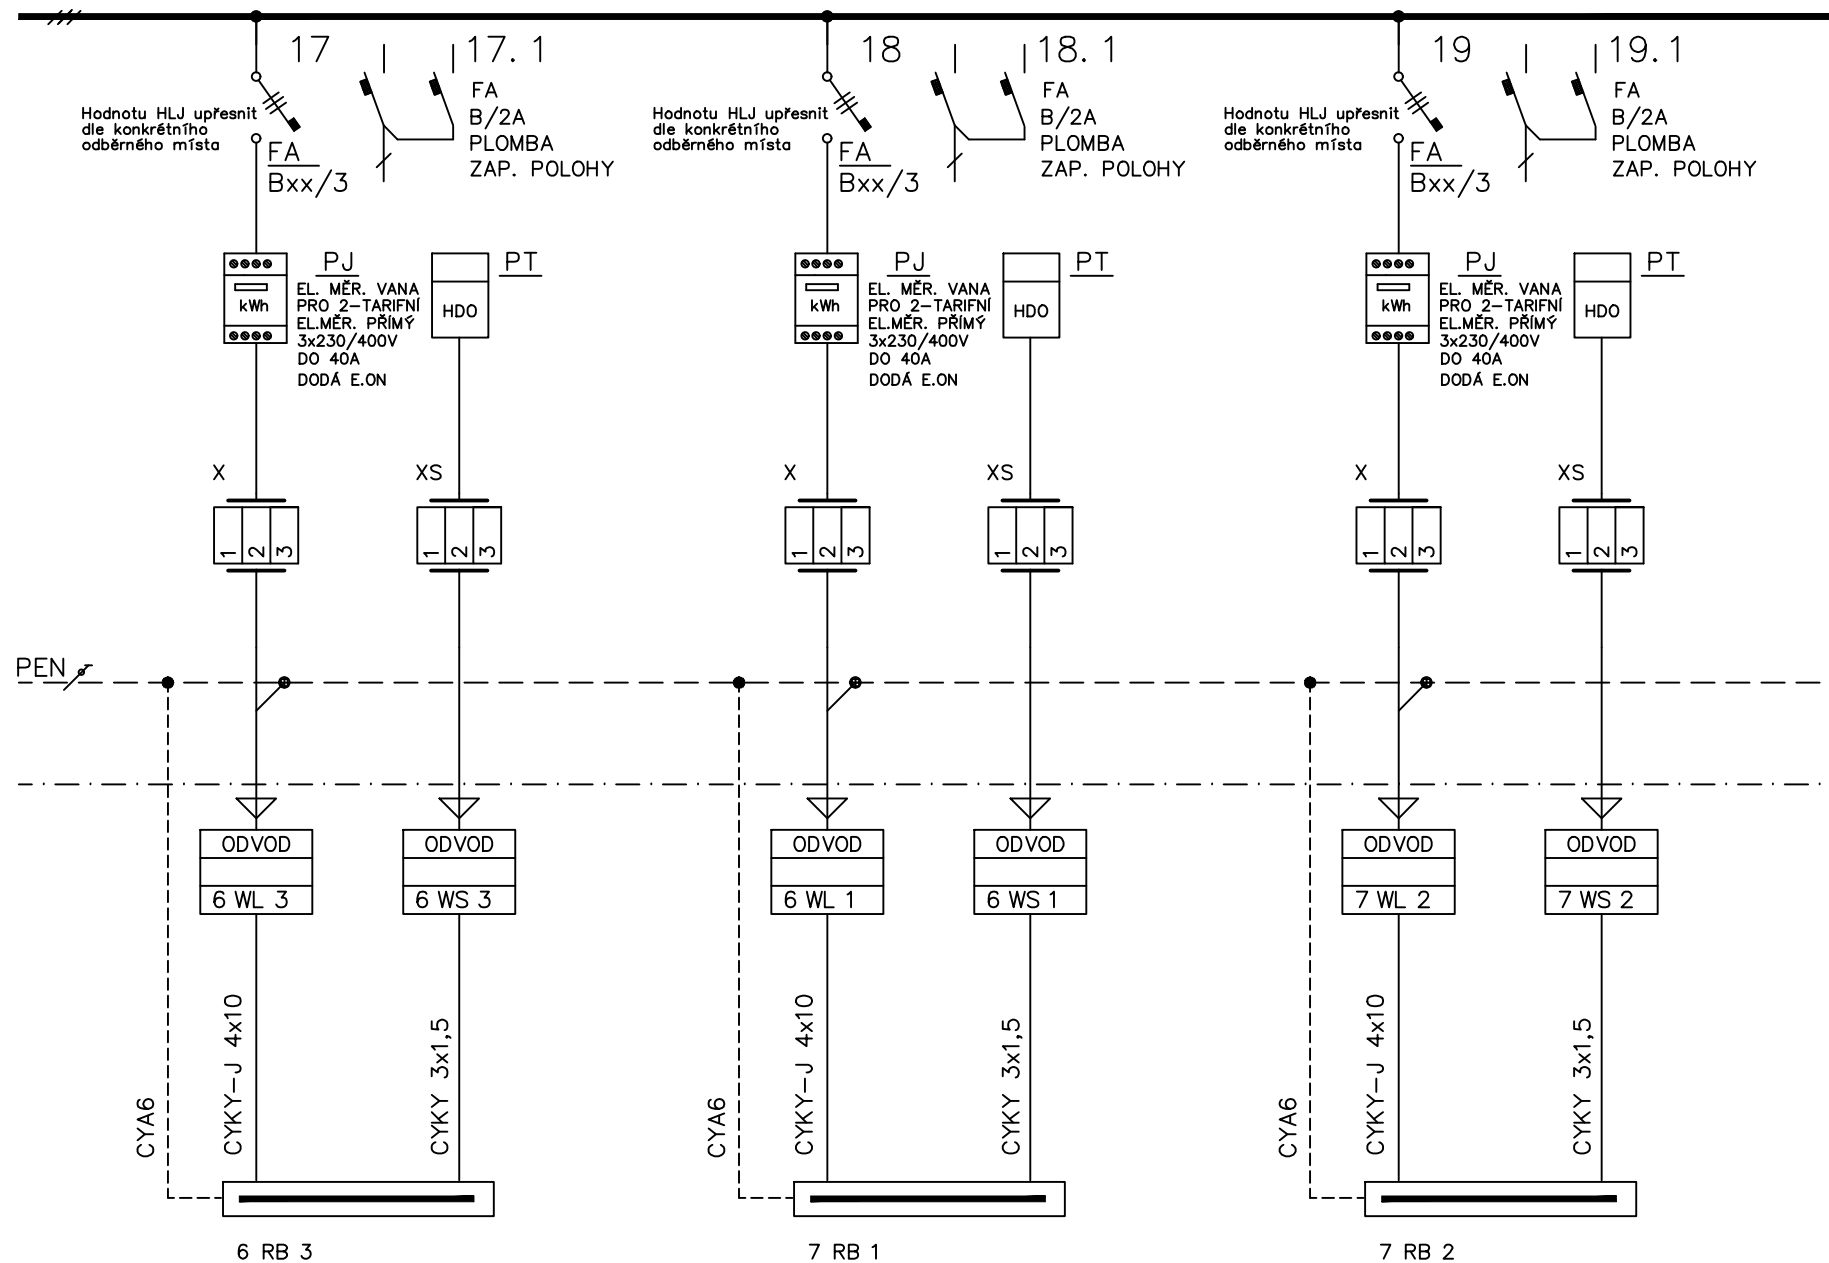 17
17.1
FA
B/2A
PLOMBA
ZAP. POLOHY
Hodnotu HLJ upřesnit
dle konkrétního
odběrného místa
FA
Bxx/3
kWh
PJ
EL. MĚR. VANA
PRO 2-TARIFNÍ
EL.MĚR. PŘÍMÝ
3x230/400V
DO 40A
DODÁ E.ON
PT
HDO
X
1 2 3
XS
1 2 3
18
18.1
FA
B/2A
PLOMBA
ZAP. POLOHY
Hodnotu HLJ upřesnit
dle konkrétního
odběrného místa
FA
Bxx/3
kWh
PJ
EL. MĚR. VANA
PRO 2-TARIFNÍ
EL.MĚR. PŘÍMÝ
3x230/400V
DO 40A
DODÁ E.ON
PT
HDO
X
1 2 3
XS
1 2 3
19
19.1
FA
B/2A
PLOMBA
ZAP. POLOHY
Hodnotu HLJ upřesnit
dle konkrétního
odběrného místa
FA
Bxx/3
kWh
PJ
EL. MĚR. VANA
PRO 2-TARIFNÍ
EL.MĚR. PŘÍMÝ
3x230/400V
DO 40A
DODÁ E.ON
PT
HDO
X
1 2 3
XS
1 2 3
PEN
ODVOD
6 WL 3
ODVOD
6 WS 3
CYA6
CYKY-J 4x10
CYKY 3x1,5
6 RB 3
ODVOD
6 WL 1
ODVOD
6 WS 1
CYA6
CYKY-J 4x10
CYKY 3x1,5
7 RB 1
ODVOD
7 WL 2
ODVOD
7 WS 2
CYA6
CYKY-J 4x10
CYKY 3x1,5
7 RB 2